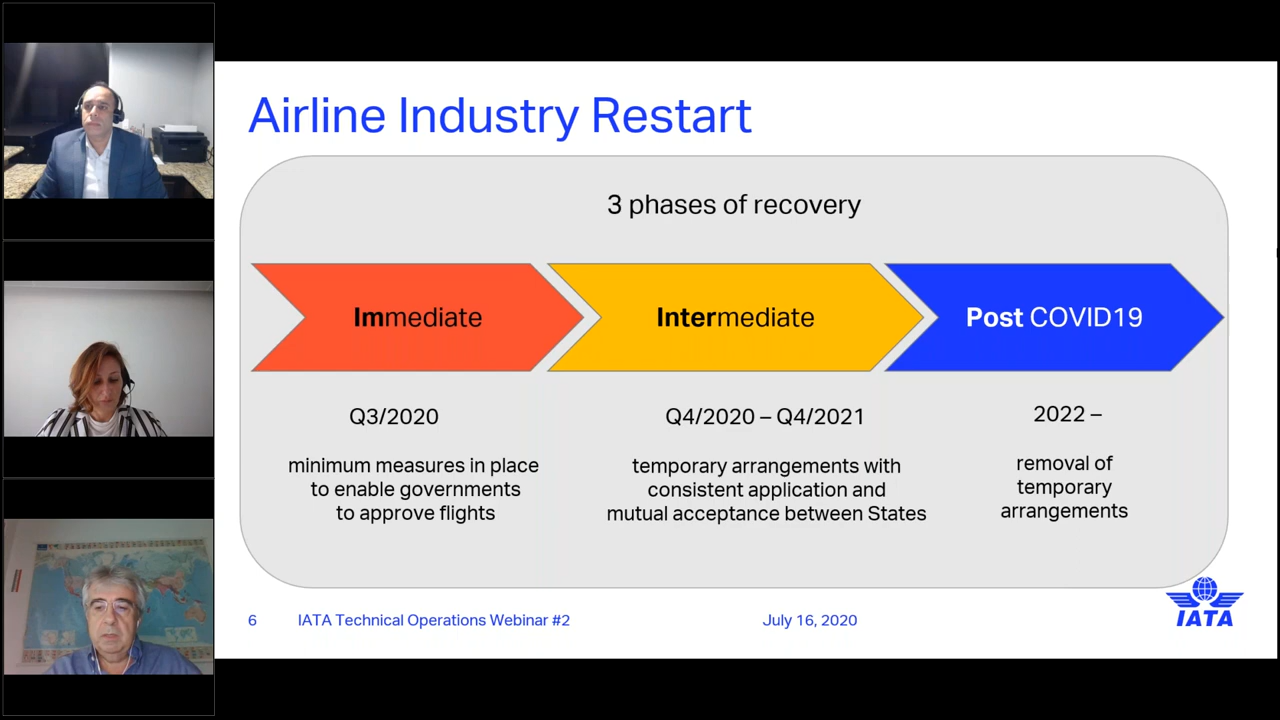 Airline Industry Restart
3 phases of recovery
Immediate
Intermediate
Post COVID19
Q3/2020
minimum measures in place
to enable governments
to approve flights
Q4/2020 – Q4/2021
temporary arrangements with
consistent application and
mutual acceptance between States
2022 –
removal of
temporary
arrangements
6
IATA Technical Operations Webinar #2
July 16, 2020
IATA